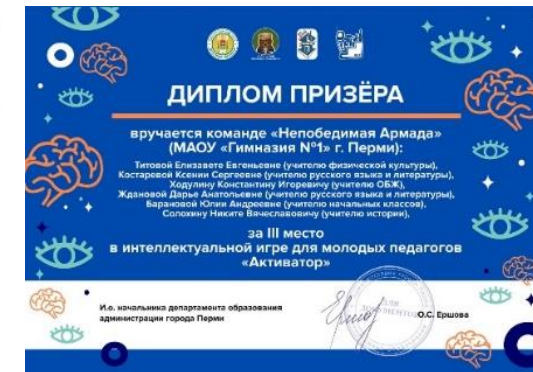 ДИПЛОМ ПРИЗЁРА
вручается команде «Непобедимая Армада»
(МАОУ «Гимназия №1» г. Перми):
Титовой Елизавете Евгеньевне (учителю физической культуры),
Костаревой Ксении Сергеевне (учителю русского языка и литературы),
Ходулину Константину Игоревичу (учителю ОБЖ),
Ждановой Дарье Анатольевне (учителю русского языка и литературы),
Барановой Юлии Андреевне (учителю начальных классов),
Солохину Никите Вячеславовичу (учителю истории),
за III место
в интеллектуальной игре для молодых педагогов
«Активатор»
И.о. начальника департамента образования
администрации города Перми
О.С. Ершова
ДЛЯ
ДОКУМЕНТОВ